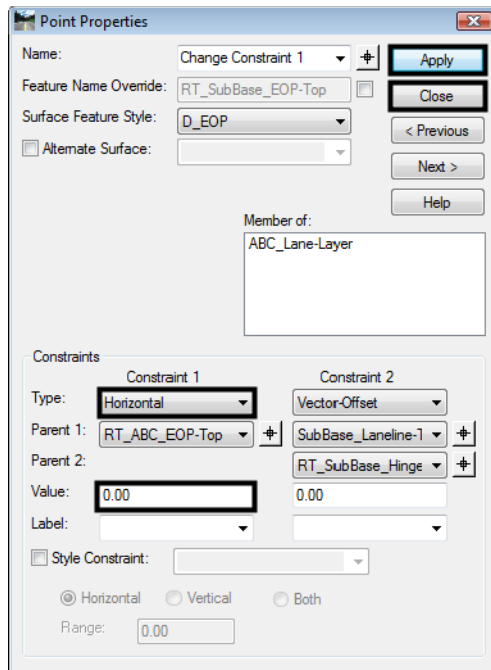 Point Properties
Name: Change Constraint 1 Apply
Feature Name Override: RT_SubBase_EOP-Top Close
Surface Feature Style: D_EOP < Previous
Alternate Surface: Next >
Help
Member of:
ABC_Lane-Layer
Constraints
Constraint 1 Constraint 2
Type: Horizontal Vector-Offset
Parent 1: RT_ABC_EOP-Top SubBase_Laneline-T
Parent 2: RT_SubBase_Hinge
Value: 0.00 0.00
Label:
Style Constraint:
Horizontal Vertical Both
Range: 0.00